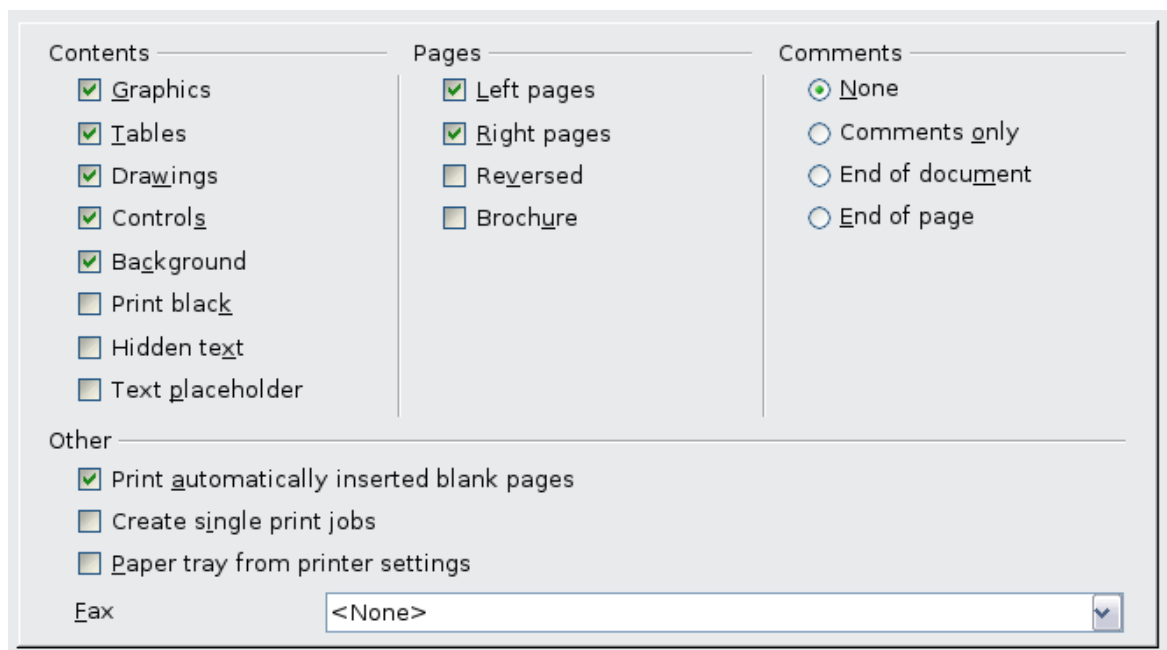 Contents
Graphics
Tables
Drawings
Controls
Background
Print black
Hidden text
Text placeholder
Pages
Left pages
Right pages
Reversed
Brochure
Comments
None
Comments only
End of document
End of page
Other
Print automatically inserted blank pages
Create single print jobs
Paper tray from printer settings
Fax
<None>